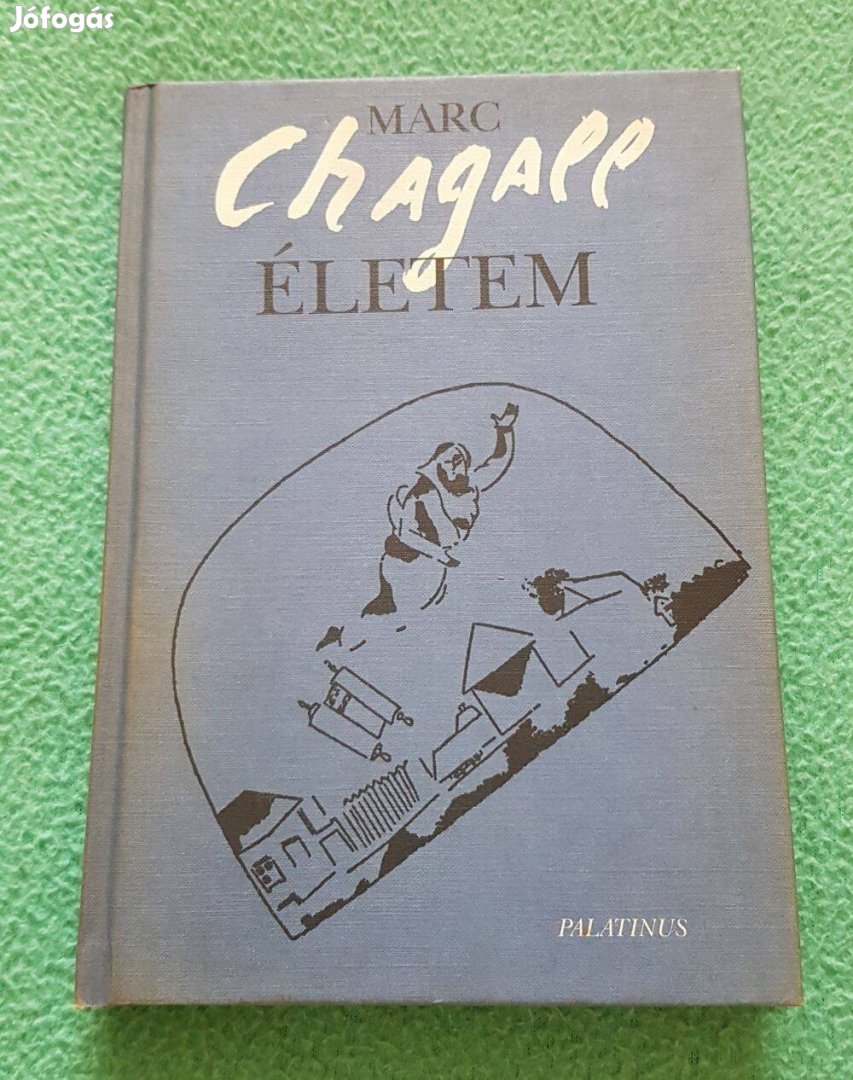 Jófogás
MARC
Chagall
ÉLETEM
PALATINUS